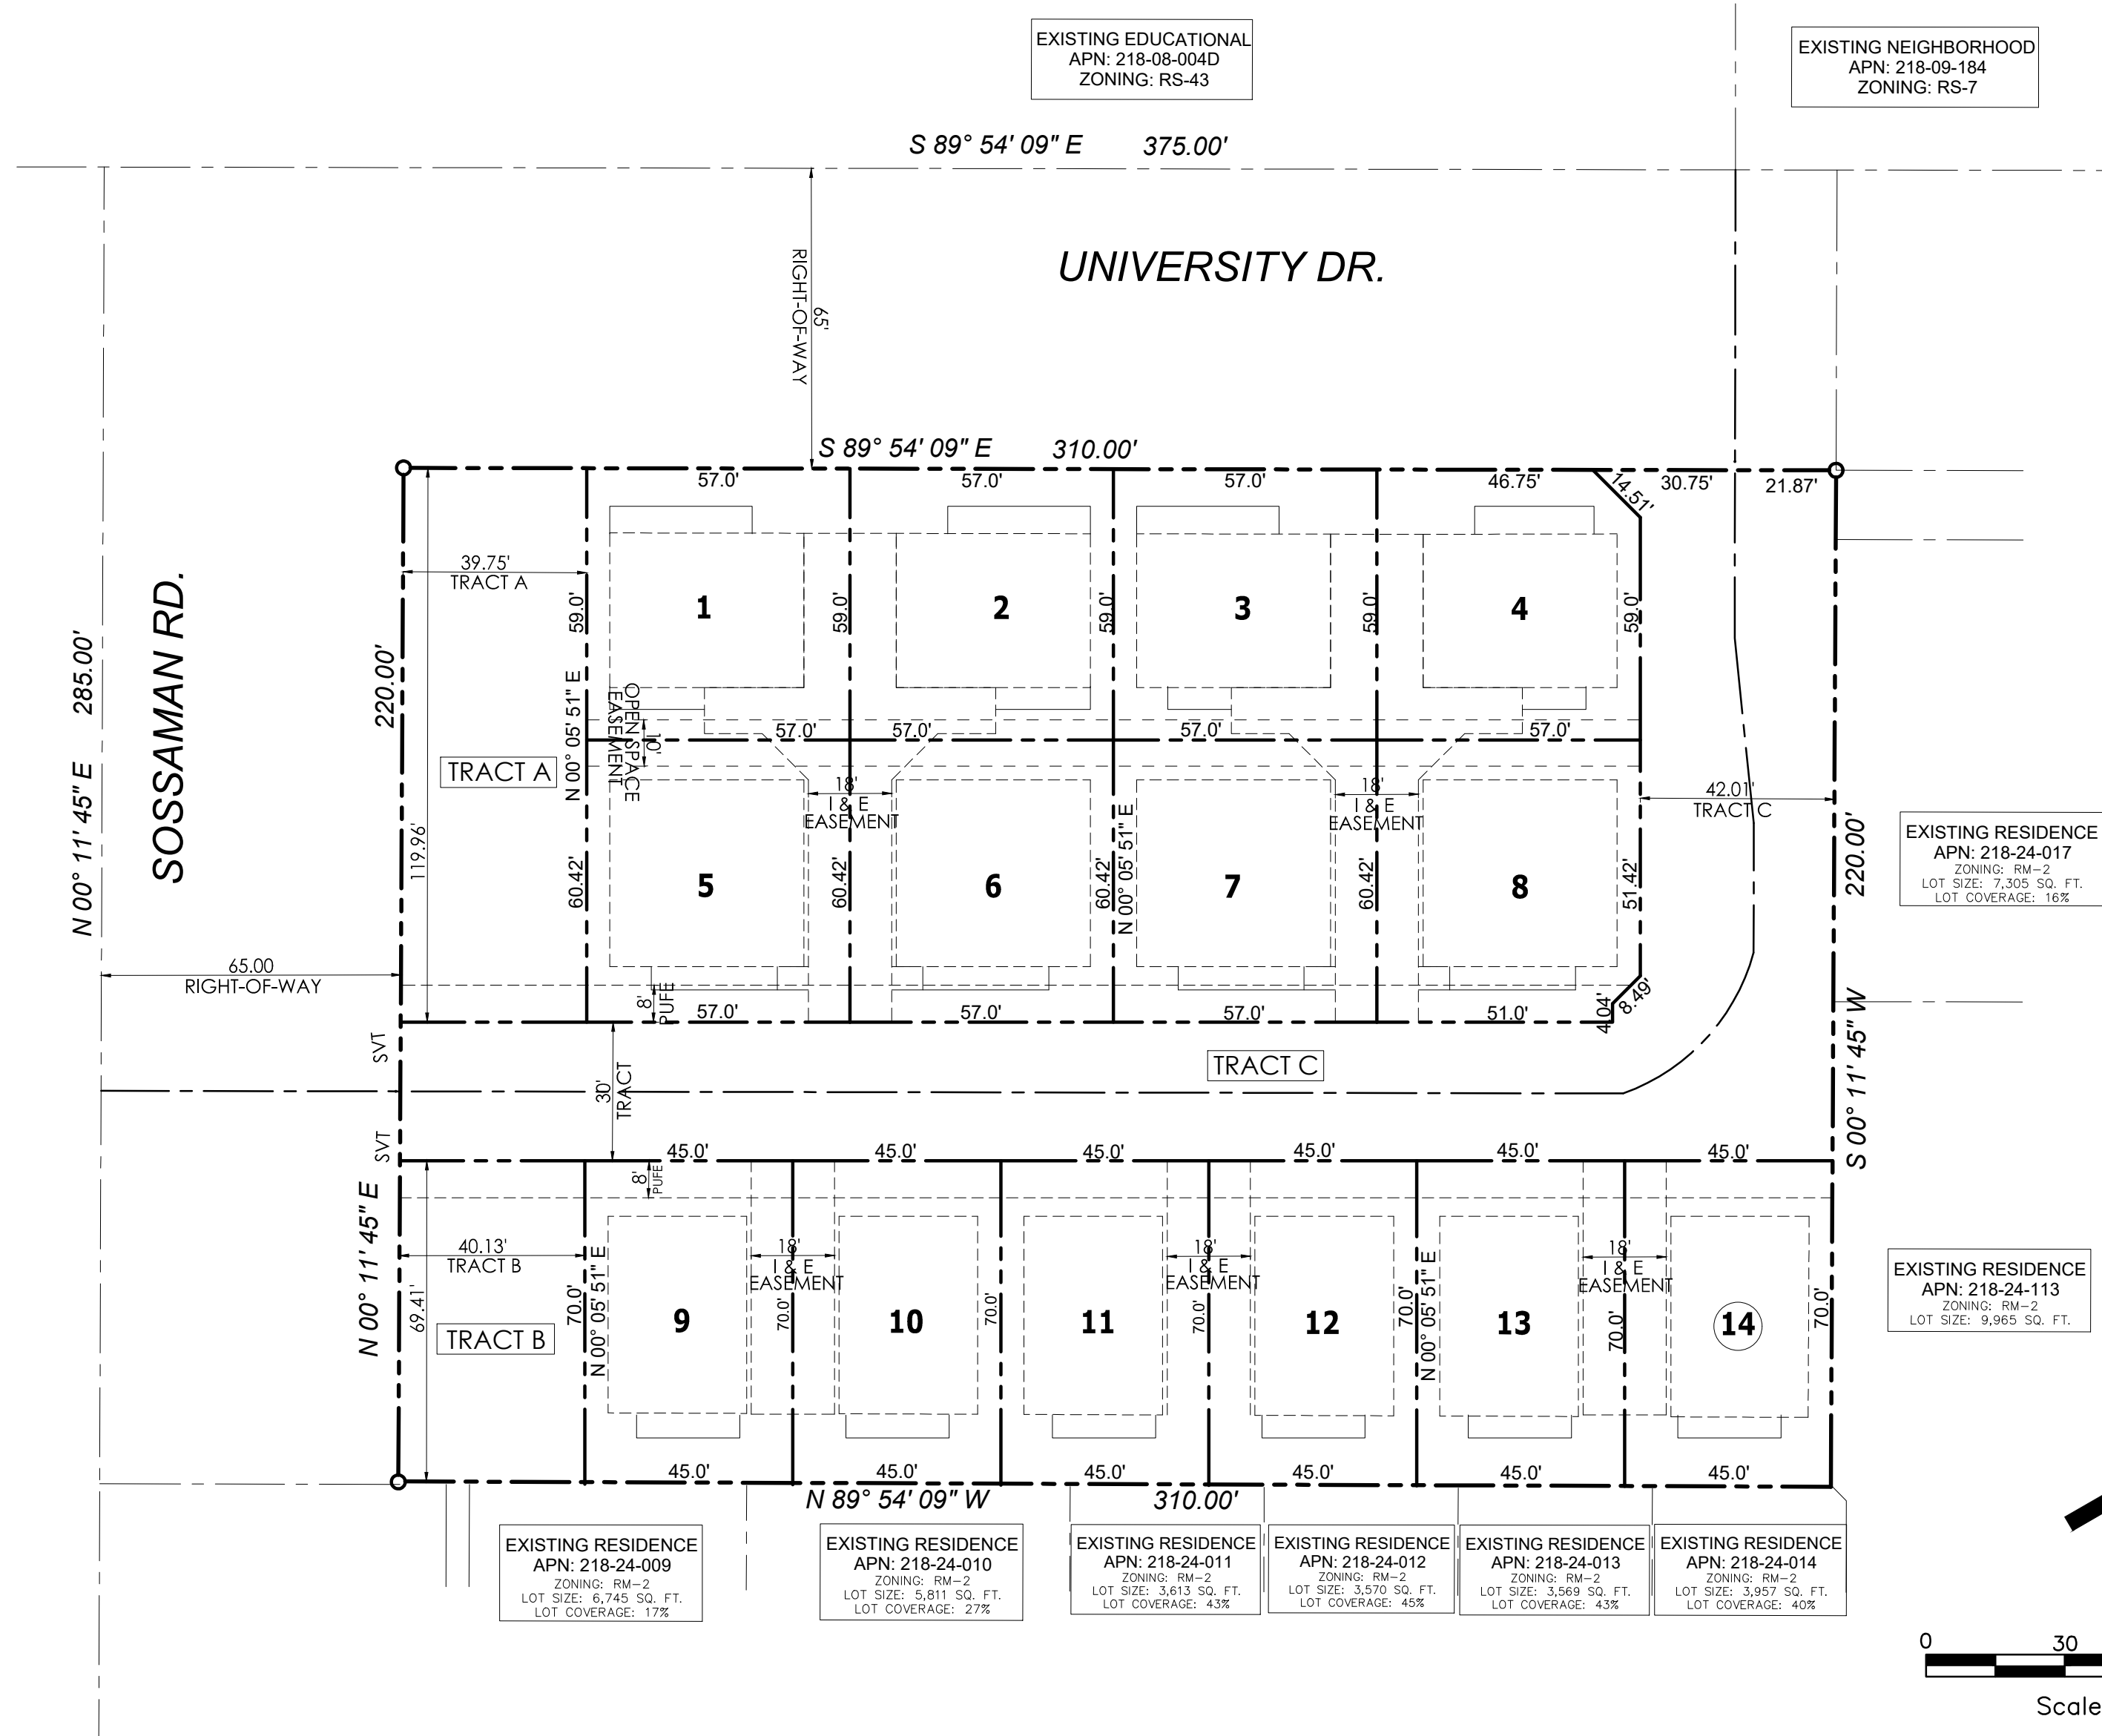 EXISTING EDUCATIONAL
APN: 218-08-004D
ZONING: RS-43
EXISTING NEIGHBORHOOD
APN: 218-09-184
ZONING: RS-7
S 89° 54' 09" E 375.00'
65'
RIGHT-OF-WAY
UNIVERSITY DR.
S 89° 54' 09" E 310.00'
57.0'
57.0'
57.0'
46.75'
14.51'
30.75'
21.87'
39.75'
TRACT A
SOSSAMAN RD.
N 00° 11' 45" E 285.00'
220.00'
119.96'
59.0'
1
59.0'
2
59.0'
3
59.0'
4
59.0'
N 00° 05' 51" E
OPEN SPACE
EASEMENT
10'
57.0'
57.0'
57.0'
57.0'
TRACT A
18'
I & E
EASEMENT
18'
I & E
EASEMENT
N 00° 05' 51" E
42.01'
TRACT C
220.00'
EXISTING RESIDENCE
APN: 218-24-017
ZONING: RM-2
LOT SIZE: 7,305 SQ. FT.
LOT COVERAGE: 16%
60.42'
5
60.42'
6
60.42'
7
60.42'
8
51.42'
65.00
RIGHT-OF-WAY
8'
PUFE
57.0'
57.0'
57.0'
51.0'
4.04'
8.49'
SVT
30'
TRACT
TRACT C
S 00° 11' 45" W
SVT
45.0'
45.0'
45.0'
45.0'
45.0'
45.0'
8'
PUFE
N 00° 11' 45" E
40.13'
TRACT B
69.41'
TRACT B
70.0'
N 00° 05' 51" E
9
18'
I & E
EASEMENT
70.0'
10
70.0'
11
18'
I & E
EASEMENT
70.0'
12
70.0'
N 00° 05' 51" E
13
18'
I & E
EASEMENT
70.0'
14
70.0'
EXISTING RESIDENCE
APN: 218-24-113
ZONING: RM-2
LOT SIZE: 9,965 SQ. FT.
45.0'
45.0'
45.0'
45.0'
45.0'
45.0'
N 89° 54' 09" W 310.00'
EXISTING RESIDENCE
APN: 218-24-009
ZONING: RM-2
LOT SIZE: 6,745 SQ. FT.
LOT COVERAGE: 17%
EXISTING RESIDENCE
APN: 218-24-010
ZONING: RM-2
LOT SIZE: 5,811 SQ. FT.
LOT COVERAGE: 27%
EXISTING RESIDENCE
APN: 218-24-011
ZONING: RM-2
LOT SIZE: 3,613 SQ. FT.
LOT COVERAGE: 43%
EXISTING RESIDENCE
APN: 218-24-012
ZONING: RM-2
LOT SIZE: 3,570 SQ. FT.
LOT COVERAGE: 45%
EXISTING RESIDENCE
APN: 218-24-013
ZONING: RM-2
LOT SIZE: 3,569 SQ. FT.
LOT COVERAGE: 43%
EXISTING RESIDENCE
APN: 218-24-014
ZONING: RM-2
LOT SIZE: 3,957 SQ. FT.
LOT COVERAGE: 40%
0 30
Scale